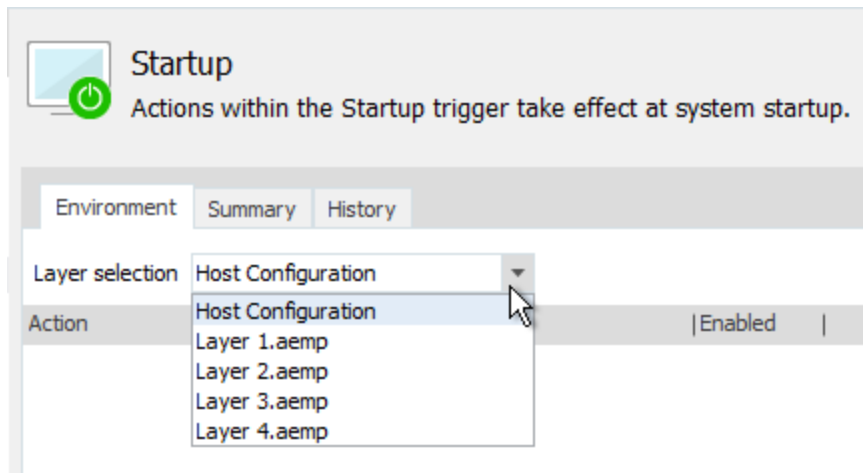 Startup
Actions within the Startup trigger take effect at system startup.
Environment Summary History
Layer selection Host Configuration
Host Configuration
Action |Enabled |
Layer 1.aemp
Layer 2.aemp
Layer 3.aemp
Layer 4.aemp